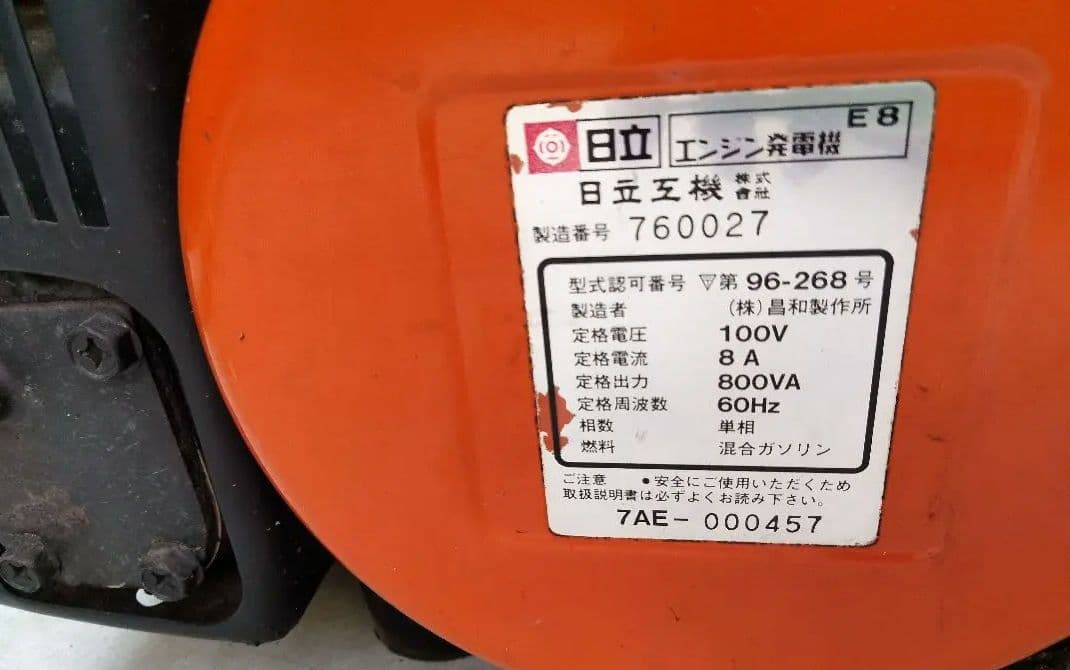 日立 エンジン発電機 E8
日立工機 株式會社
製造番号 760027
型式認可番号 ▽第 96-268 号
製造者 (株)昌和製作所
定格電圧 100V
定格電流 8 A
定格出力 800VA
定格周波数 60Hz
相数 単相
燃料 混合ガソリン
ご注意 ●安全にご使用いただくため
取扱説明書は必ずよくお読み下さい。
7AE- 000457